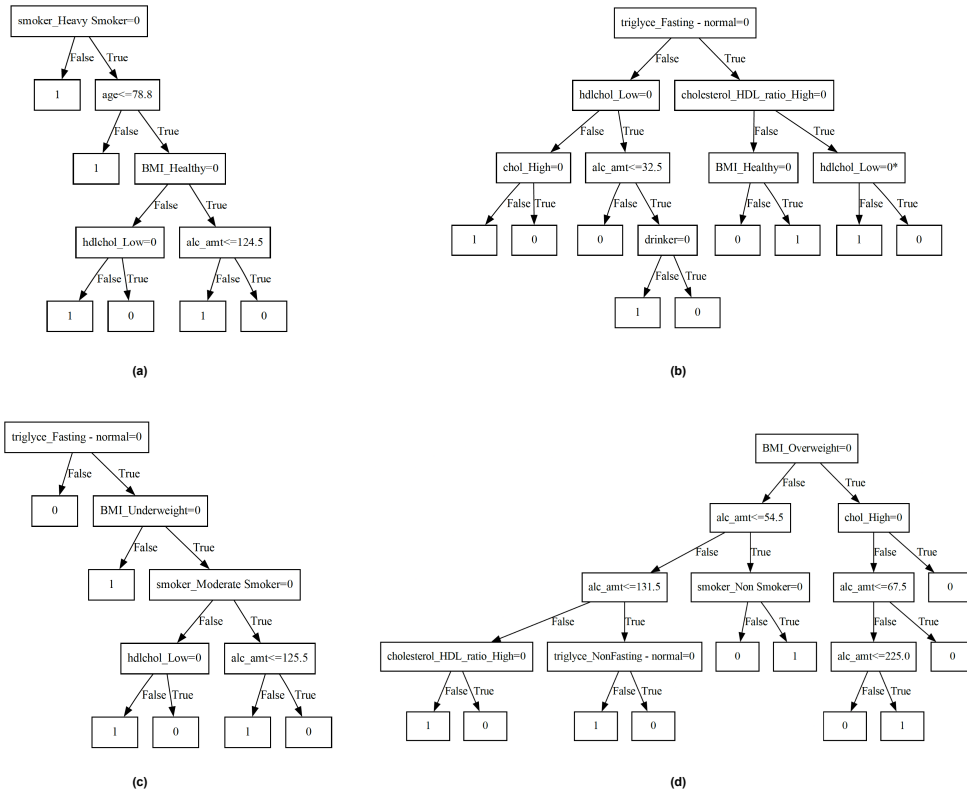 smoker_Heavy Smoker=0
False True
1 age<=78.8
False True
1 BMI_Healthy=0
False True
hdlchol_Low=0 alc_amt<=124.5
False True False True
1 0 1 0
(a)
triglyce_Fasting - normal=0
False True
hdlchol_Low=0 cholesterol_HDL_ratio_High=0
False True False True
chol_High=0 alc_amt<=32.5 BMI_Healthy=0 hdlchol_Low=0*
False True False True False True False True
1 0 0 drinker=0 0 1 1 0
False True
1 0
(b)
triglyce_Fasting - normal=0
False True
0 BMI_Underweight=0
False True
1 smoker_Moderate Smoker=0
False True
hdlchol_Low=0 alc_amt<=125.5
False True False True
1 0 1 0
(c)
BMI_Overweight=0
False True
alc_amt<=54.5 chol_High=0
False True False True
alc_amt<=131.5 smoker_Non Smoker=0 alc_amt<=67.5 0
False True False True False True
cholesterol_HDL_ratio_High=0 triglyce_NonFasting - normal=0 0 1 alc_amt<=225.0 0
False True False True False True
1 0 1 0 0 1
(d)